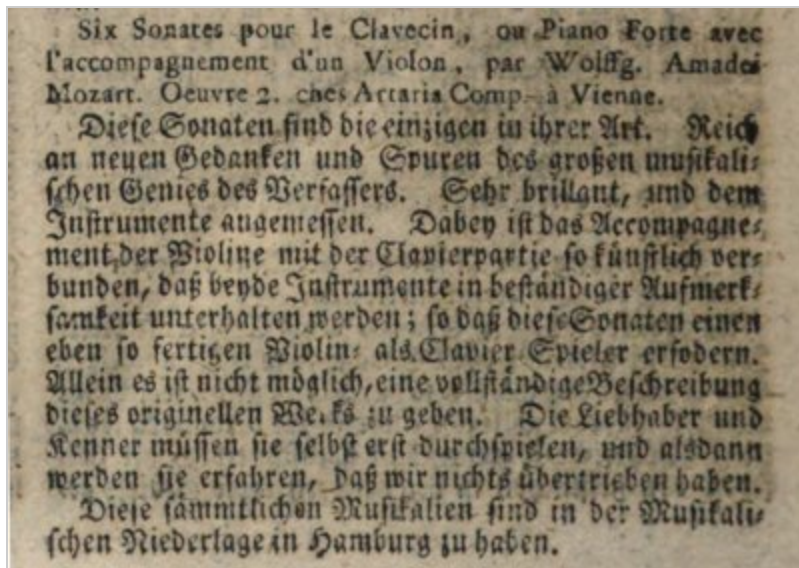 Six Sonates pour le Clavecin, ou Piano Forte avec
l'accompagnement d'un Violon, par Wolffg. Amadei
Mozart. Oeuvre 2. ches Artaria Comp. à Vienne.
Dieſe Sonaten ſind die einzigen in ihrer Art. Reich
an neuen Gedanken und Spuren des großen muſikali⸗
ſchen Genies des Verfaſſers. Sehr brillant, und dem
Inſtrumente angemeſſen. Dabey iſt das Accompagne⸗
ment der Violine mit der Clavierpartie ſo künſtlich ver⸗
bunden, daß beyde Inſtrumente in beſtändiger Aufmerk⸗
ſamkeit unterhalten werden; ſo daß dieſe Sonaten einen
eben ſo fertigen Violin⸗ als Clavier Spieler erfodern.
Allein es iſt nicht möglich, eine vollſtändige Beſchreibung
dieſes originellen Werks zu geben. Die Liebhaber und
Kenner müſſen ſie ſelbſt erſt durchſpielen, und alsdann
werden ſie erfahren, daß wir nichts übertrieben haben.
Dieſe ſämmtlichen Muſikalien ſind in der Muſikali⸗
ſchen Niederlage in Hamburg zu haben.